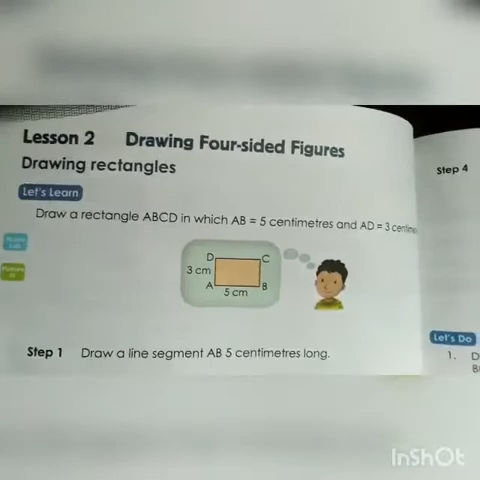 Lesson 2 Drawing Four-sided Figures
Drawing rectangles
Let's Learn
Draw a rectangle ABCD in which AB = 5 centimetres and AD = 3
D C
3 cm
A B
5 cm
Step 1 Draw a line segment AB 5 centimetres long.
Step 4
Let's Do
1. D
B
InShOt